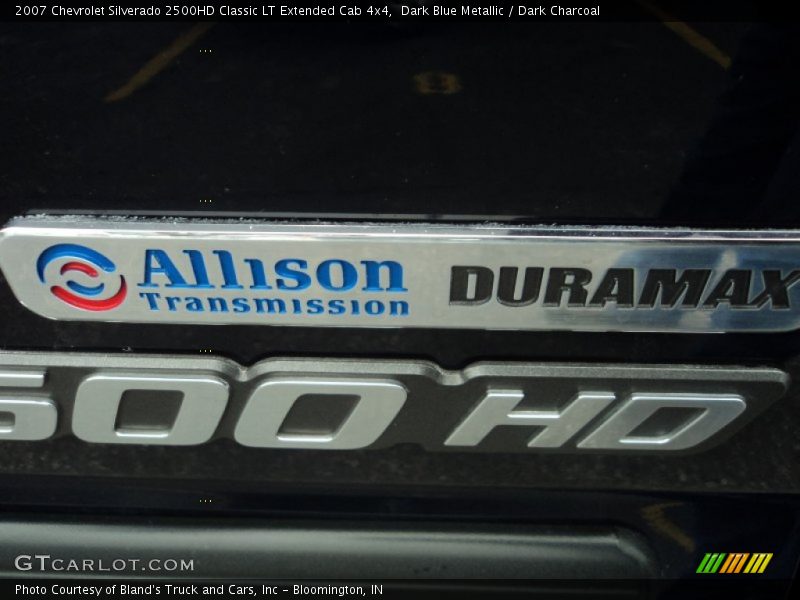 2007 Chevrolet Silverado 2500HD Classic LT Extended Cab 4x4,  Dark Blue Metallic / Dark Charcoal
Allison
Transmission
DURAMAX
500 HD
GTCARLOT.COM
Photo Courtesy of Bland's Truck and Cars, Inc - Bloomington, IN